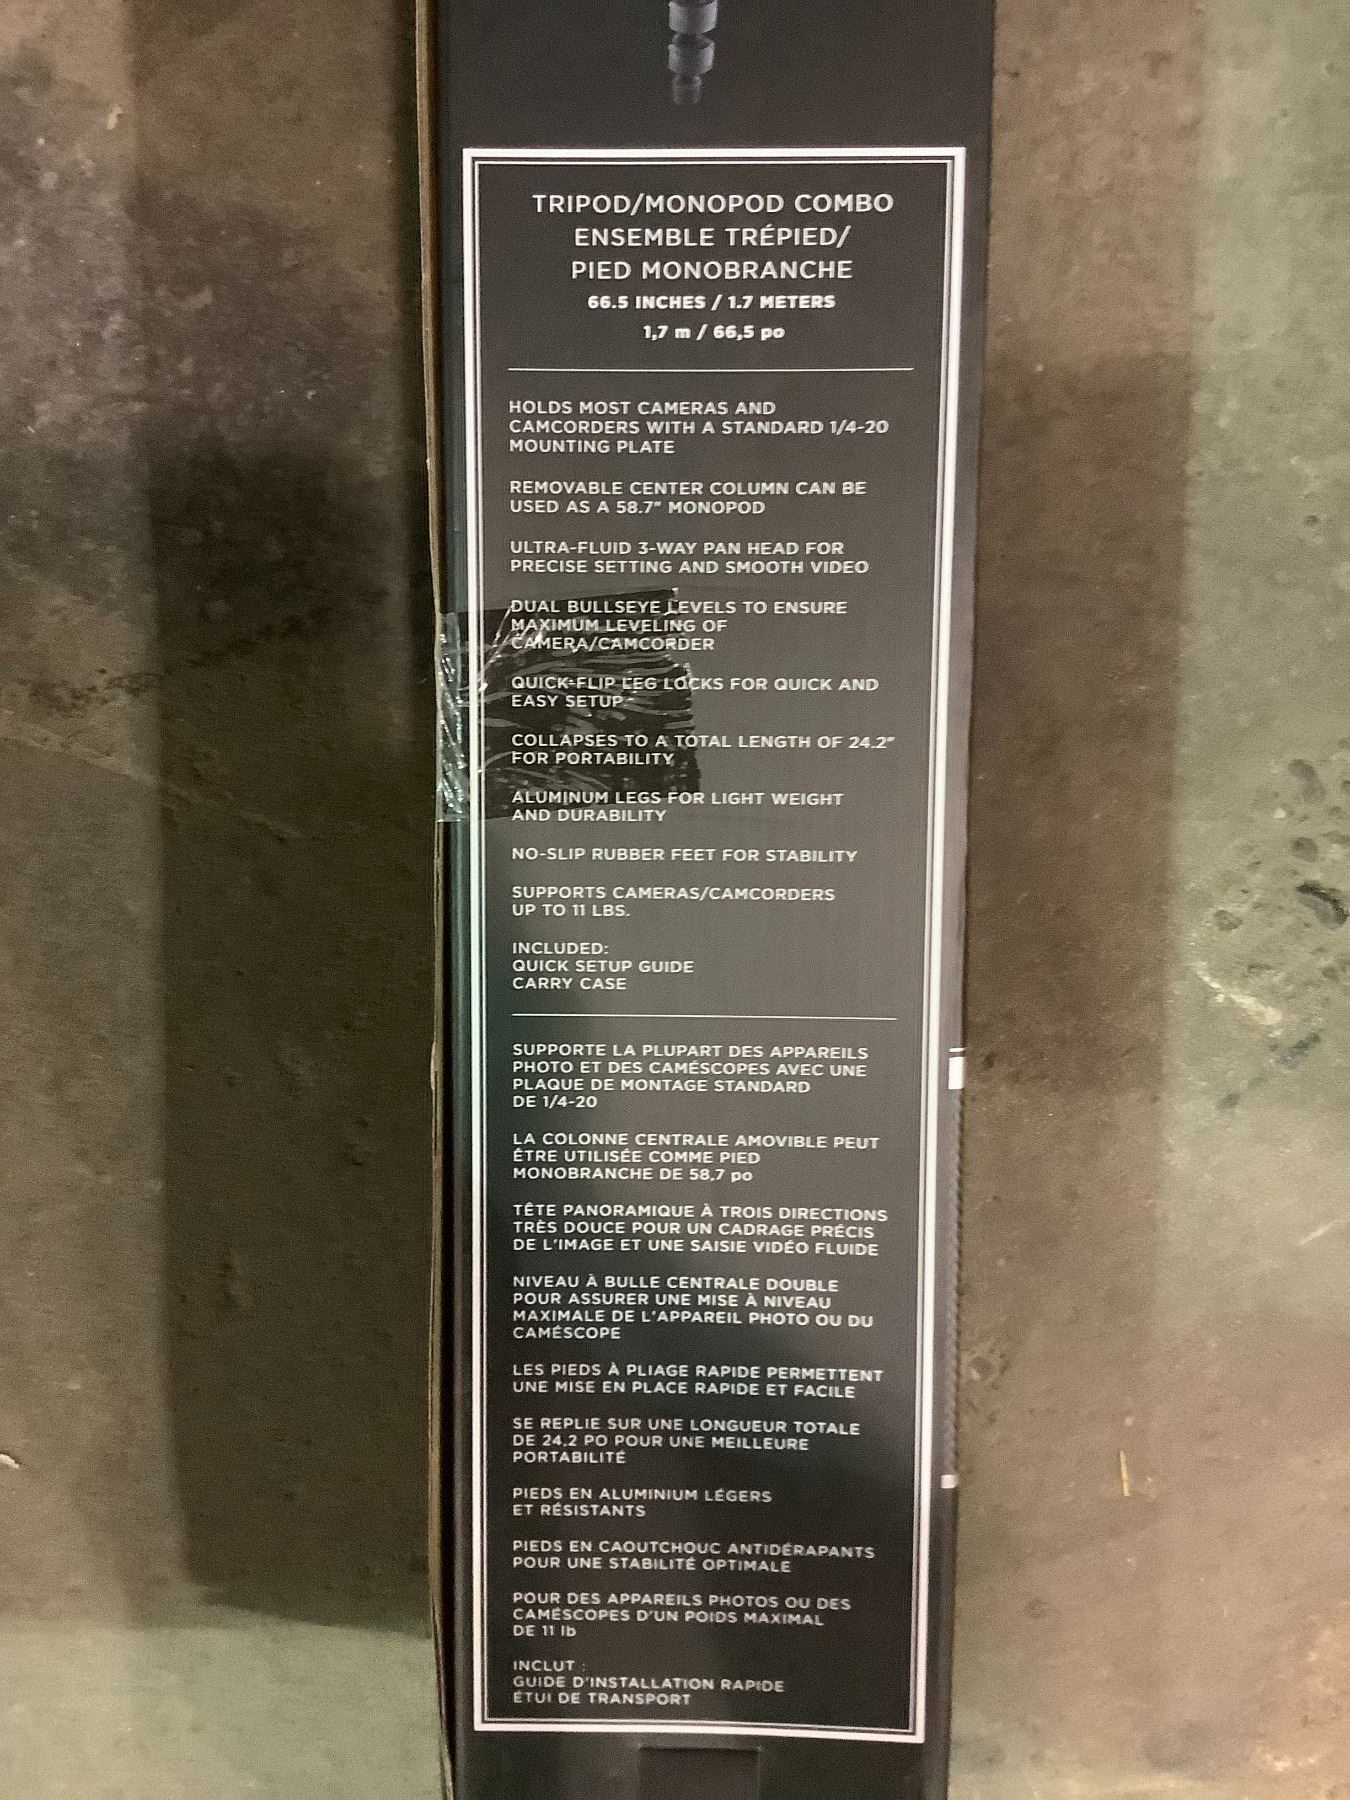 TRIPOD/MONOPOD COMBO
ENSEMBLE TRÉPIED/
PIED MONOBRANCHE
66.5 INCHES / 1.7 METERS
1,7 m / 66,5 po
HOLDS MOST CAMERAS AND
CAMCORDERS WITH A STANDARD 1/4-20
MOUNTING PLATE
REMOVABLE CENTER COLUMN CAN BE
USED AS A 58.7" MONOPOD
ULTRA-FLUID 3-WAY PAN HEAD FOR
PRECISE SETTING AND SMOOTH VIDEO
DUAL BULLSEYE LEVELS TO ENSURE
MAXIMUM LEVELING OF
CAMERA/CAMCORDER
QUICK-FLIP LEG LOCKS FOR QUICK AND
EASY SETUP
COLLAPSES TO A TOTAL LENGTH OF 24.2"
FOR PORTABILITY
ALUMINUM LEGS FOR LIGHT WEIGHT
AND DURABILITY
NO-SLIP RUBBER FEET FOR STABILITY
SUPPORTS CAMERAS/CAMCORDERS
UP TO 11 LBS.
INCLUDED:
QUICK SETUP GUIDE
CARRY CASE
SUPPORTE LA PLUPART DES APPAREILS
PHOTO ET DES CAMÉSCOPES AVEC UNE
PLAQUE DE MONTAGE STANDARD
DE 1/4-20
LA COLONNE CENTRALE AMOVIBLE PEUT
ÊTRE UTILISÉE COMME PIED
MONOBRANCHE DE 58,7 po
TÊTE PANORAMIQUE À TROIS DIRECTIONS
TRÈS DOUCE POUR UN CADRAGE PRÉCIS
DE L'IMAGE ET UNE SAISIE VIDÉO FLUIDE
NIVEAU À BULLE CENTRALE DOUBLE
POUR ASSURER UNE MISE À NIVEAU
MAXIMALE DE L'APPAREIL PHOTO OU DU
CAMÉSCOPE
LES PIEDS À PLIAGE RAPIDE PERMETTENT
UNE MISE EN PLACE RAPIDE ET FACILE
SE REPLIE SUR UNE LONGUEUR TOTALE
DE 24,2 PO POUR UNE MEILLEURE
PORTABILITÉ
PIEDS EN ALUMINIUM LÉGERS
ET RÉSISTANTS
PIEDS EN CAOUTCHOUC ANTIDÉRAPANTS
POUR UNE STABILITÉ OPTIMALE
POUR DES APPAREILS PHOTOS OU DES
CAMÉSCOPES D'UN POIDS MAXIMAL
DE 11 lb
INCLUT :
GUIDE D'INSTALLATION RAPIDE
ÉTUI DE TRANSPORT